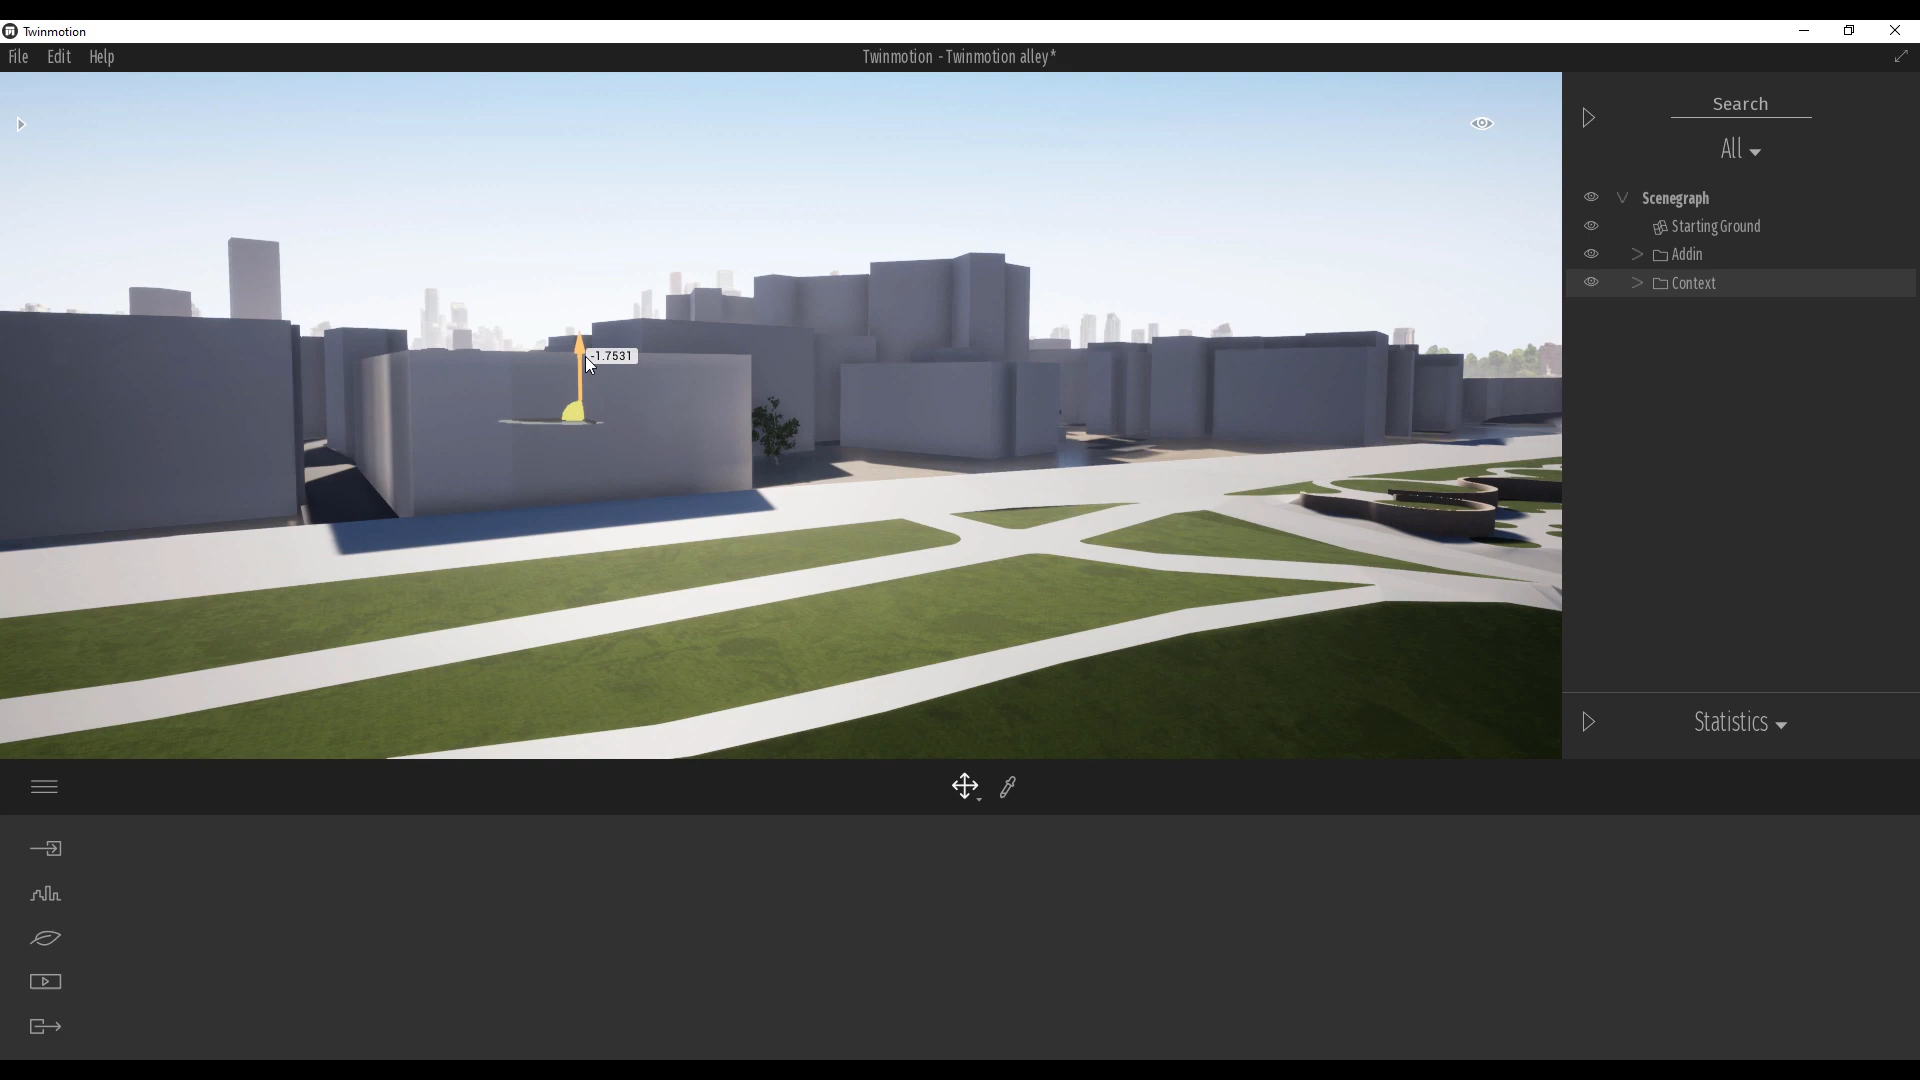 Twinmotion
File Edit Help
Twinmotion - Twinmotion alley*
Search
All
Scenegraph
Starting Ground
Addin
Context
-1.7531
Statistics